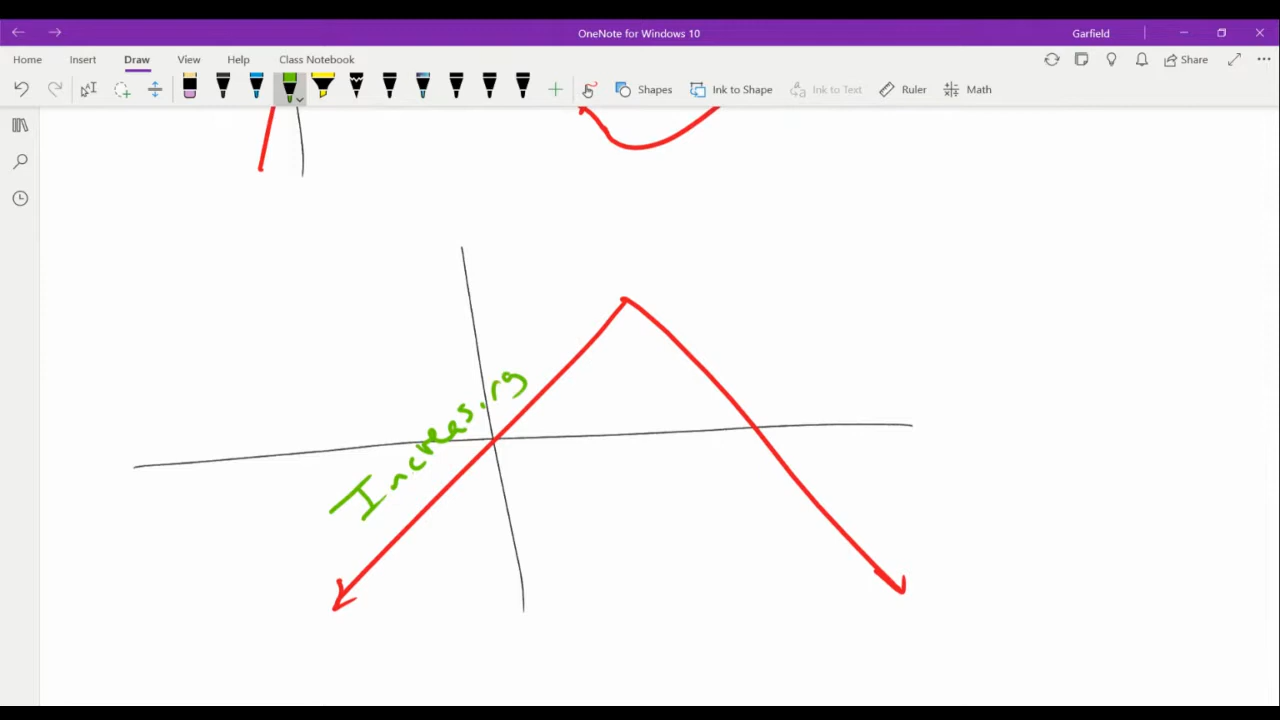 OneNote for Windows 10
Garfield
Home Insert Draw View Help Class Notebook
Share
Shapes Ink to Shape Ink to Text Ruler Math
Increasing